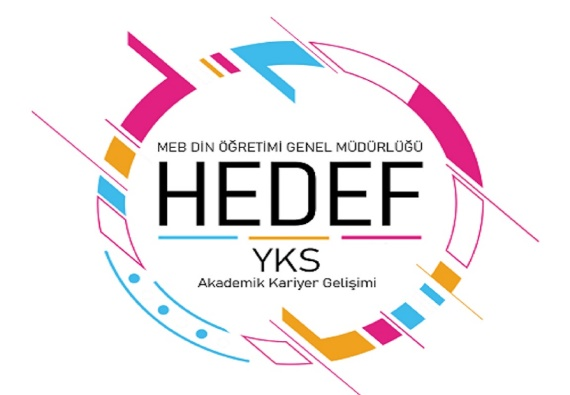 MEB DİN ÖĞRETİMİ GENEL MÜDÜRLÜĞÜ
HEDEF
YKS
Akademik Kariyer Gelişimi